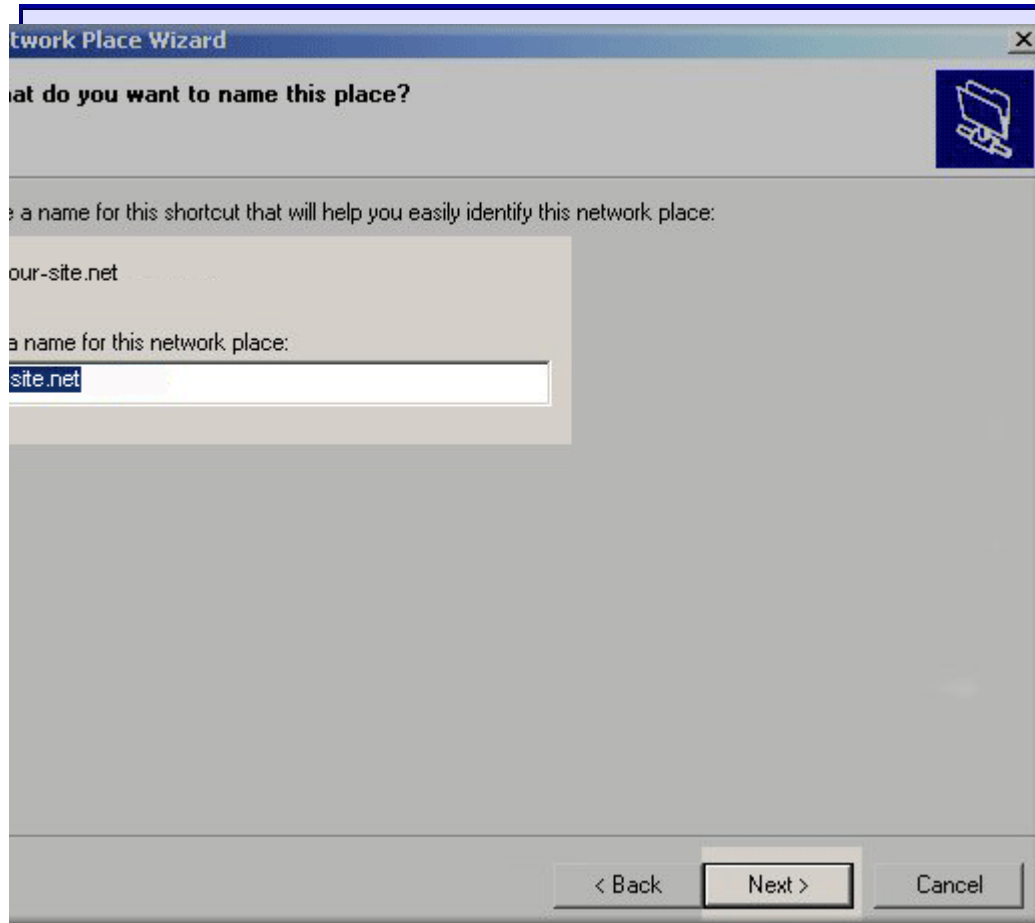 twork Place Wizard
at do you want to name this place?
a name for this shortcut that will help you easily identify this network place:
our-site.net
a name for this network place:
site.net
< Back Next > Cancel